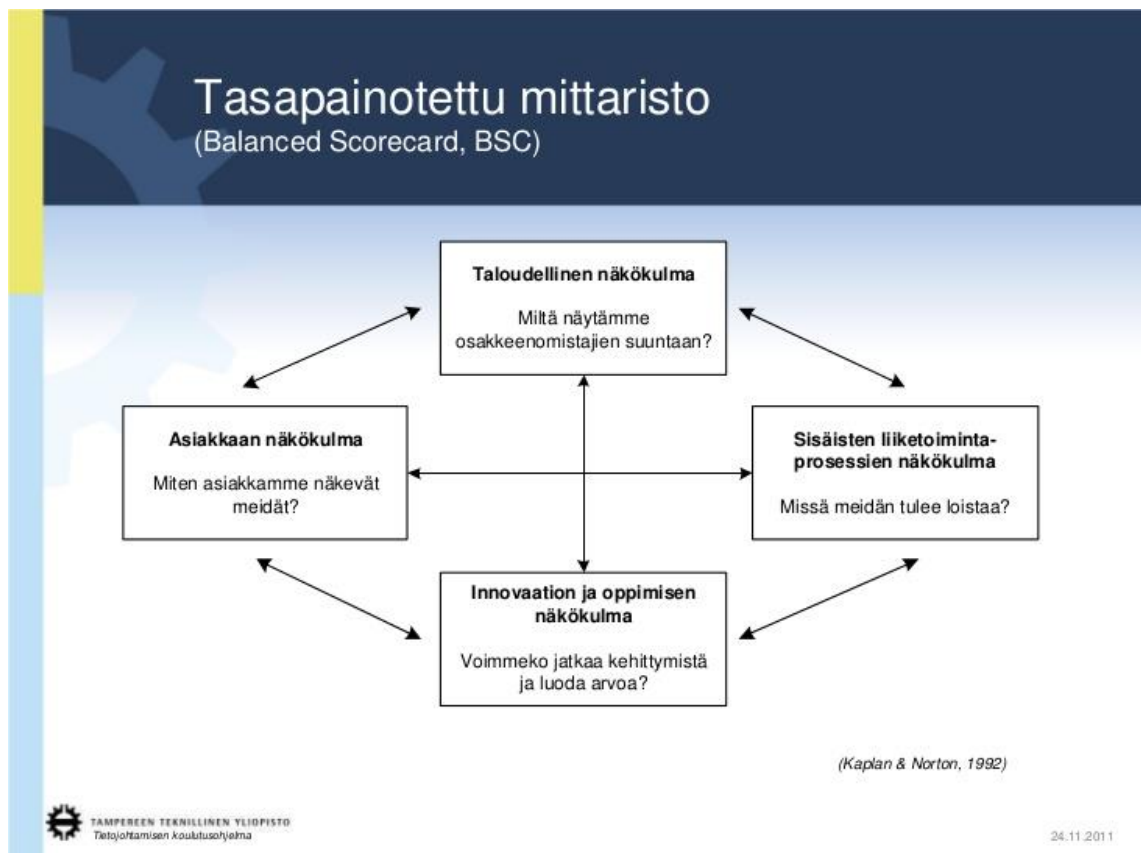 Tasapainotettu mittaristo
(Balanced Scorecard, BSC)
Taloudellinen näkökulma
Miltä näytämme
osakkeenomistajien suuntaan?
Asiakkaan näkökulma
Miten asiakkamme näkevät
meidät?
Sisäisten liiketoiminta-
prosessien näkökulma
Missä meidän tulee loistaa?
Innovaation ja oppimisen
näkökulma
Voimmeko jatkaa kehittymistä
ja luoda arvoa?
(Kaplan & Norton, 1992)
TAMPEREEN TEKNILLINEN YLIOPISTO
Tietojohtamisen koulutusohjelma
24.11.2011